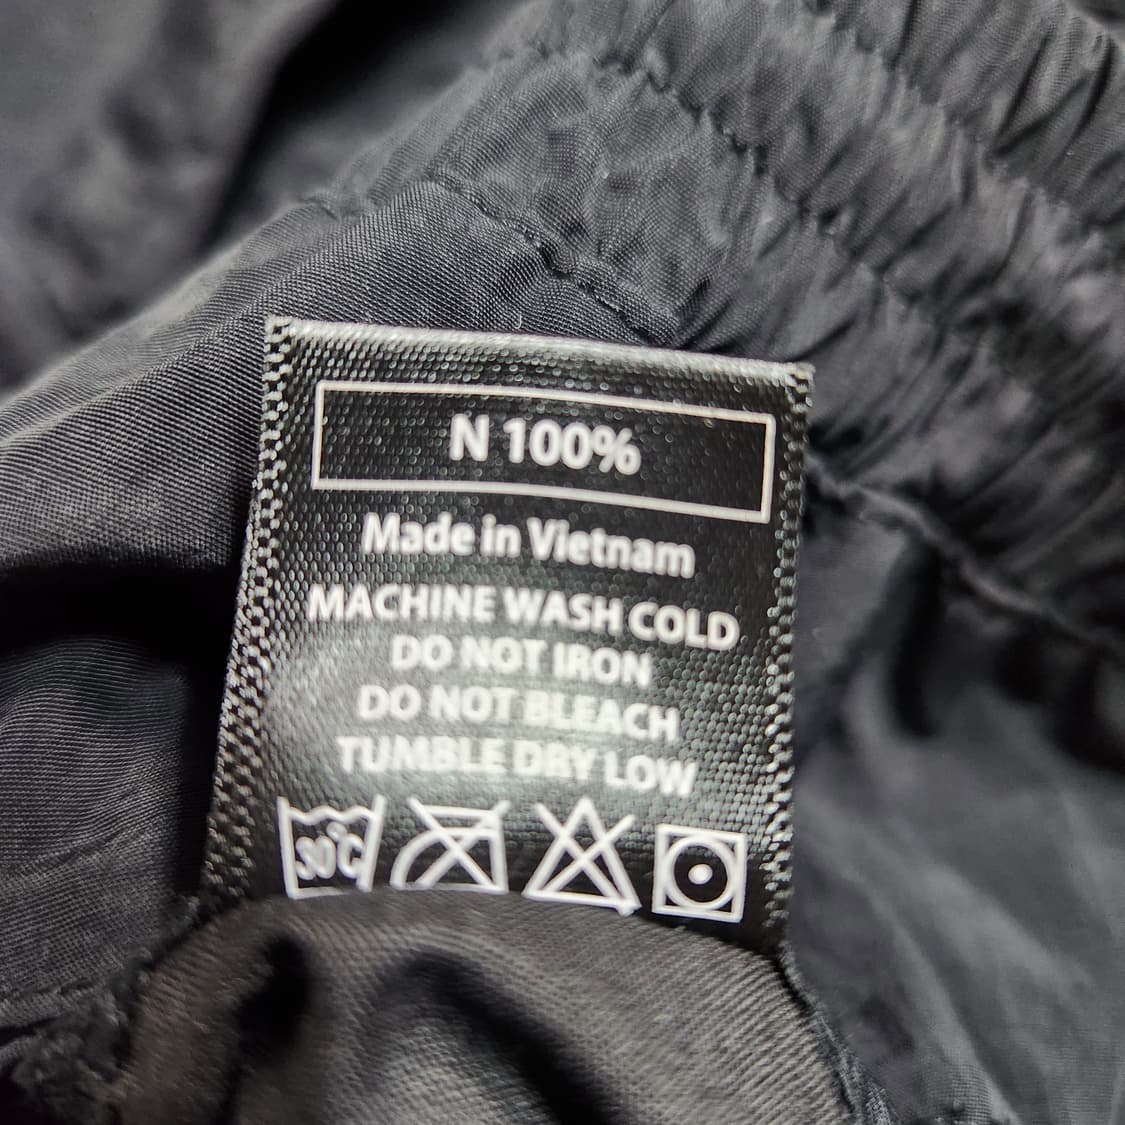 N 100%
Made in Vietnam
MACHINE WASH COLD
DO NOT IRON
DO NOT BLEACH
TUMBLE DRY LOW
30°C